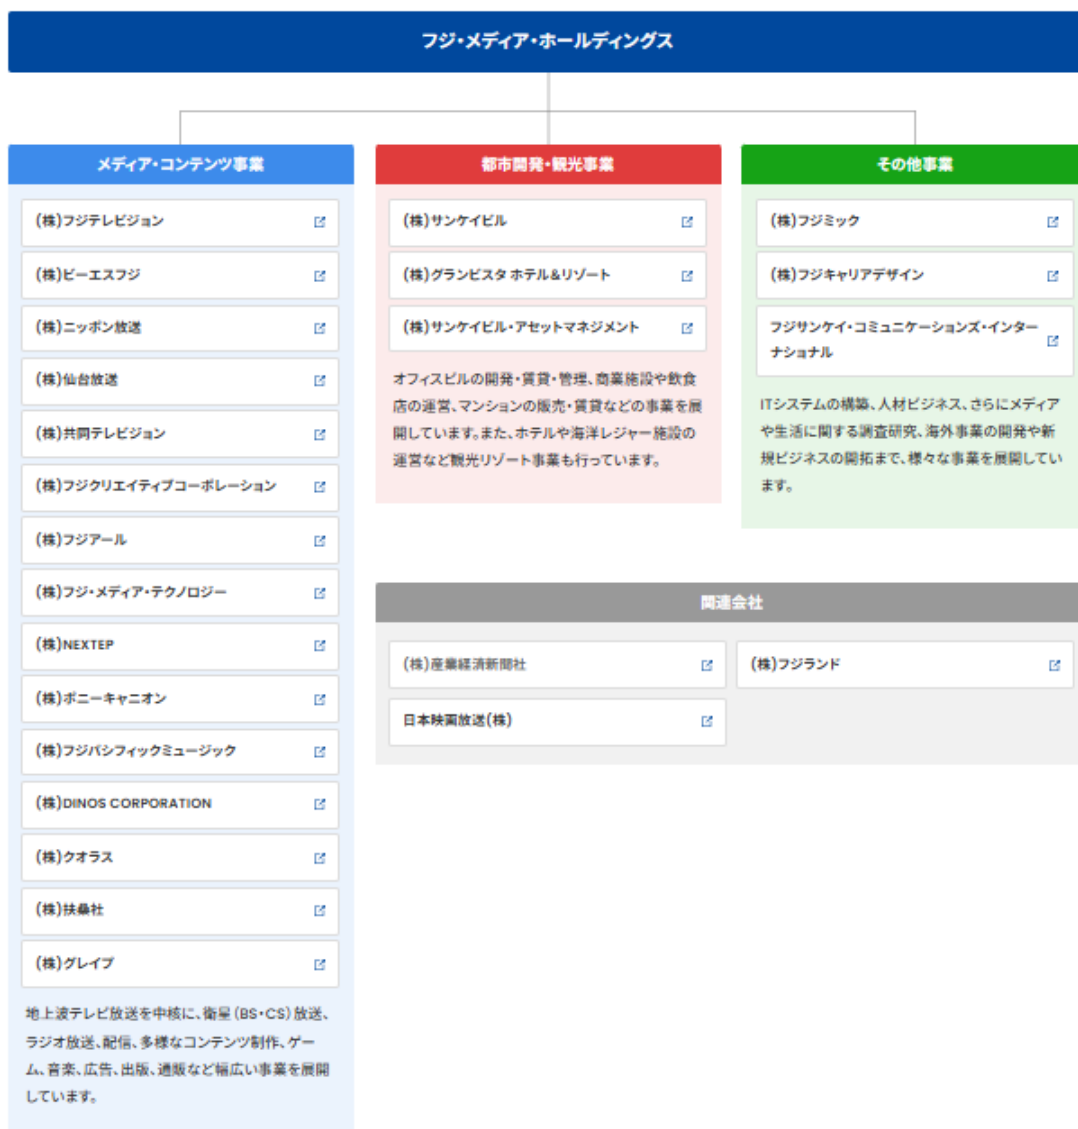 フジ・メディア・ホールディングス
メディア・コンテンツ事業
(株)フジテレビジョン
(株)ビーエスフジ
(株)ニッポン放送
(株)仙台放送
(株)共同テレビジョン
(株)フジクリエイティブコーポレーション
(株)フジアール
(株)フジ・メディア・テクノロジー
(株)NEXTEP
(株)ポニーキャニオン
(株)フジパシフィックミュージック
(株)DINOS CORPORATION
(株)クオラス
(株)扶桑社
(株)グレイプ
地上波テレビ放送を中核に、衛星(BS・CS)放送、
ラジオ放送、配信、多様なコンテンツ制作、ゲー
ム、音楽、広告、出版、通販など幅広い事業を展開
しています。
都市開発・観光事業
(株)サンケイビル
(株)グランビスタ ホテル&リゾート
(株)サンケイビル・アセットマネジメント
オフィスビルの開発・賃貸・管理、商業施設や飲食
店の運営、マンションの販売・賃貸などの事業を展
開しています。また、ホテルや海洋レジャー施設の
運営など観光リゾート事業も行っています。
その他事業
(株)フジミック
(株)フジキャリアデザイン
フジサンケイ・コミュニケーションズ・インター
ナショナル
ITシステムの構築、人材ビジネス、さらにメディア
や生活に関する調査研究、海外事業の開発や新
規ビジネスの開拓まで、様々な事業を展開してい
ます。
関連会社
(株)産業経済新聞社
(株)フジランド
日本映画放送(株)